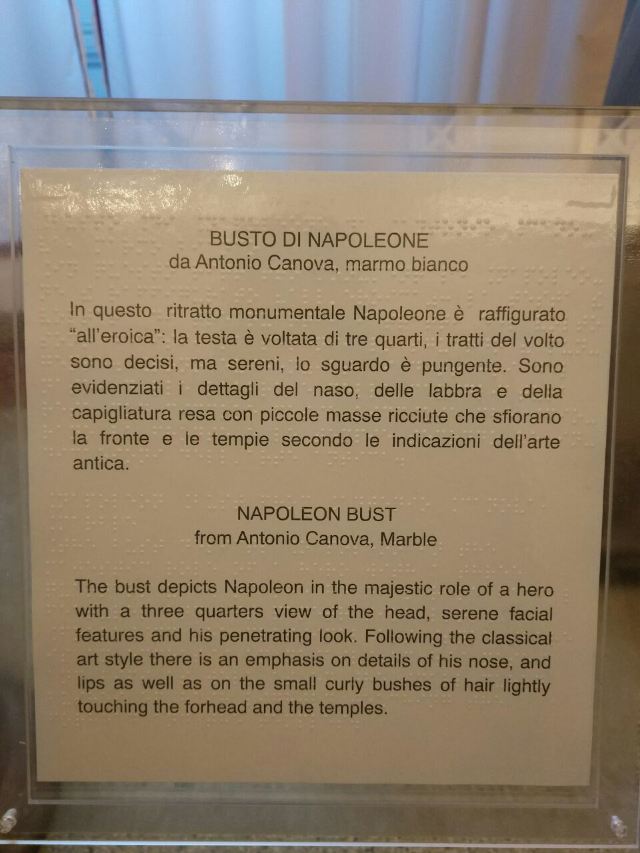 BUSTO DI NAPOLEONE
da Antonio Canova, marmo bianco
In questo ritratto monumentale Napoleone è raffigurato
“all'eroica”: la testa è voltata di tre quarti, i tratti del volto
sono decisi, ma sereni, lo sguardo è pungente. Sono
evidenziati i dettagli del naso, delle labbra e della
capigliatura resa con piccole masse ricciute che sfiorano
la fronte e le tempie secondo le indicazioni dell'arte
antica.
NAPOLEON BUST
from Antonio Canova, Marble
The bust depicts Napoleon in the majestic role of a hero
with a three quarters view of the head, serene facial
features and his penetrating look. Following the classical
art style there is an emphasis on details of his nose, and
lips as well as on the small curly bushes of hair lightly
touching the forhead and the temples.